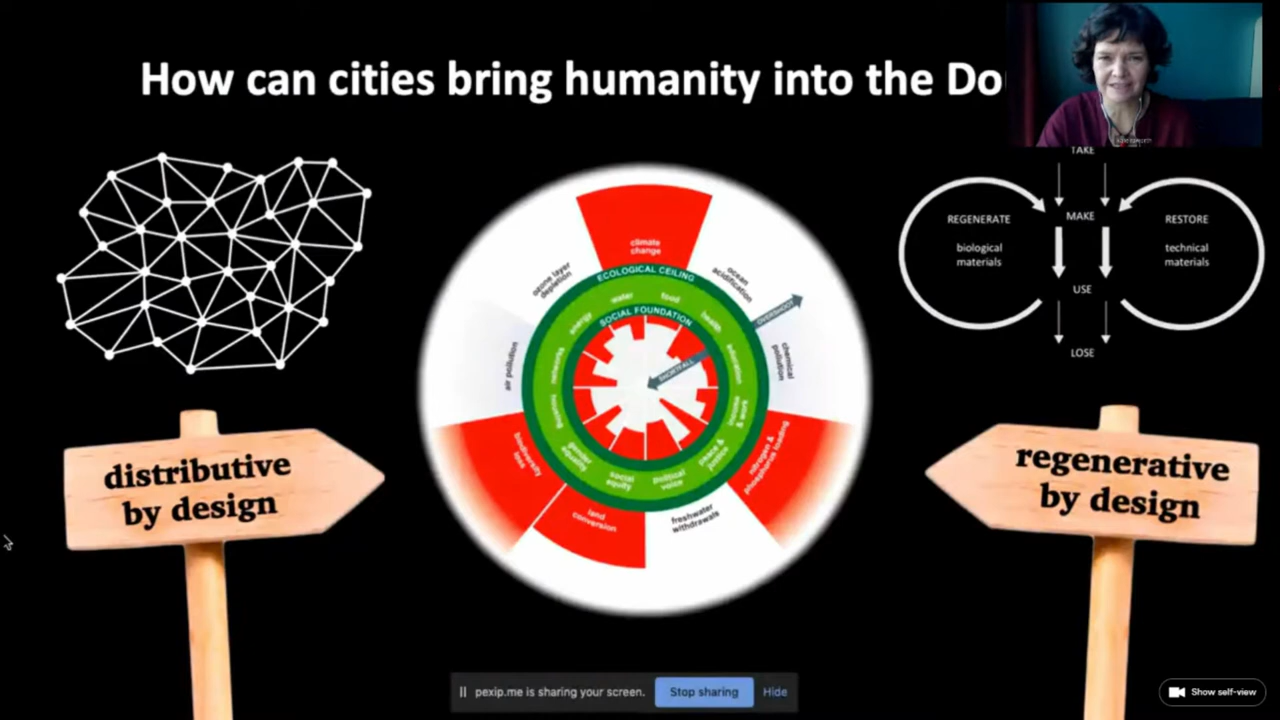 How can cities bring humanity into the Do
TAKE
REGENERATE
MAKE
RESTORE
biological
materials
technical
materials
USE
LOSE
climate
change
ozone layer
depletion
ocean
acidification
ECOLOGICAL CEILING
water
food
energy
SOCIAL FOUNDATION
health
OVERSHOOT
air pollution
networks
SHORTFALL
education
chemical
pollution
housing
income
& work
biodiversity
loss
gender
equality
peace &
justice
nitrogen &
phosphorus loading
social
equity
political
voice
land
conversion
freshwater
withdrawals
distributive
by design
regenerative
by design
pexip.me is sharing your screen.
Stop sharing
Hide
Show self-view